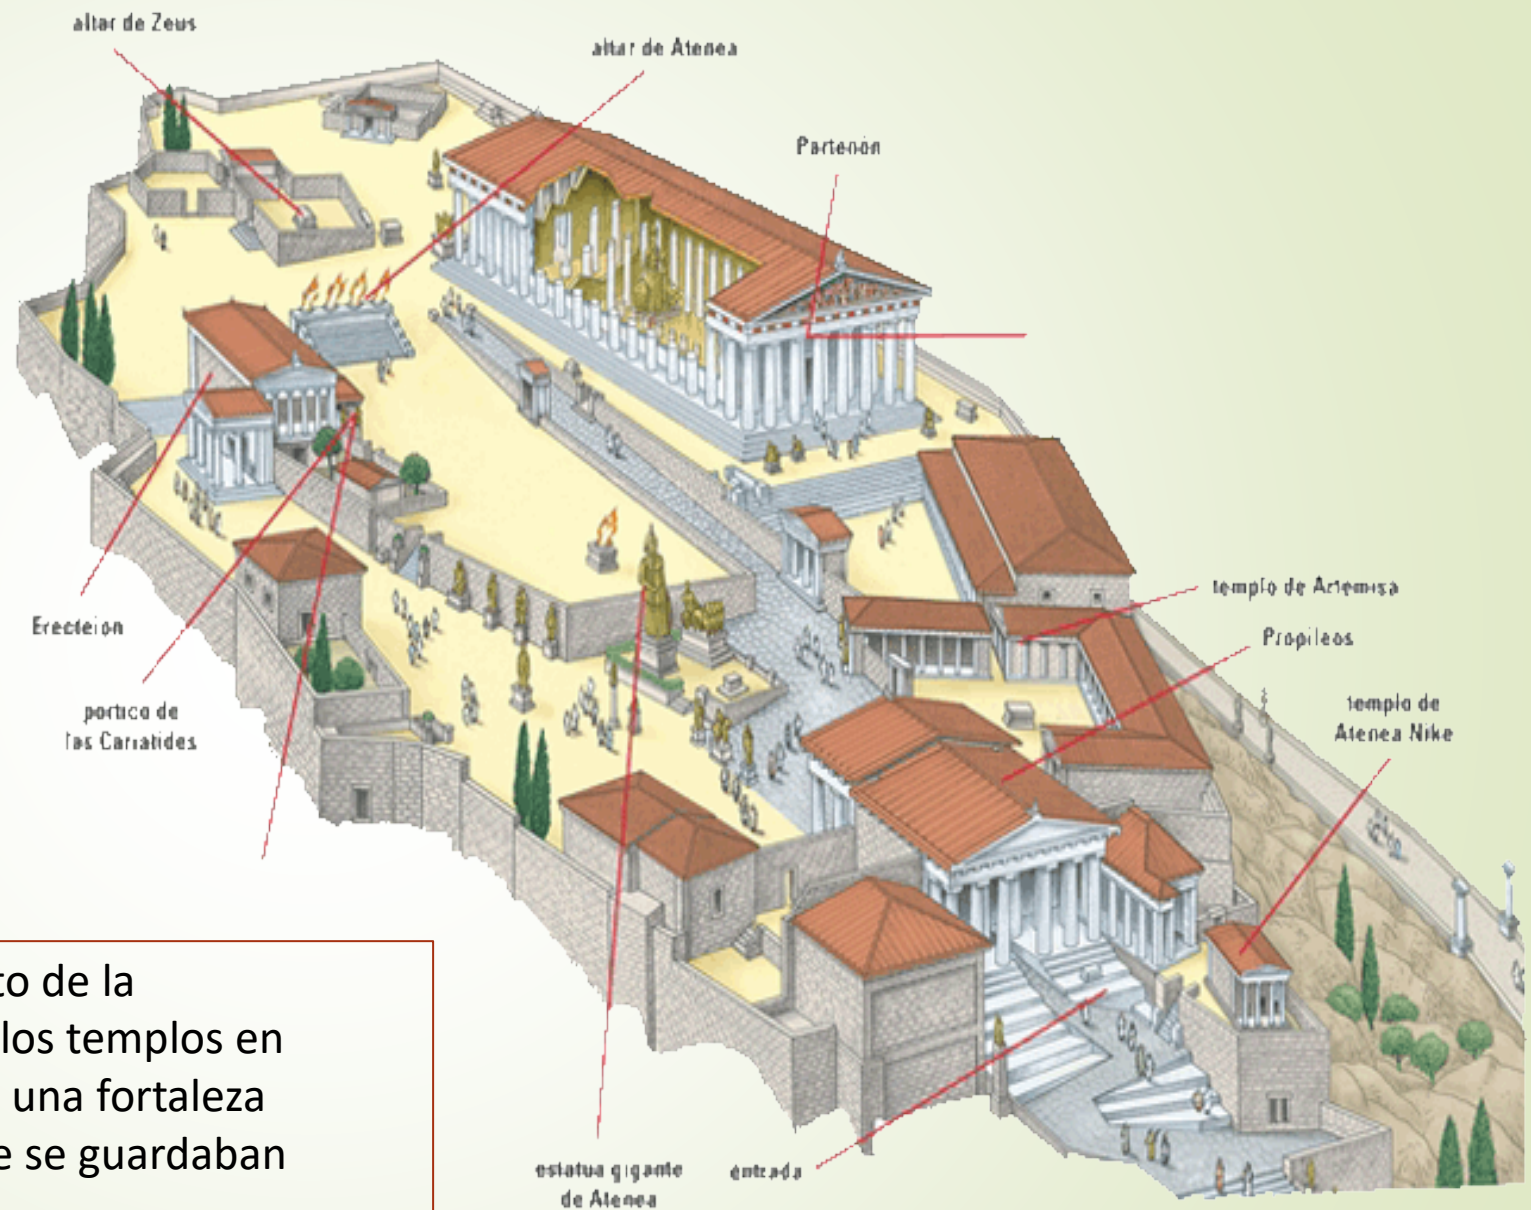 altar de Zeus
altar de Atenea
Partenón
templo de Artemisa
Propileos
templo de
Atenea Nike
Erecteion
portico de
las Cariatides
to de la
los templos en
una fortaleza
e se guardaban
estatua gigante
de Atenea
entrada